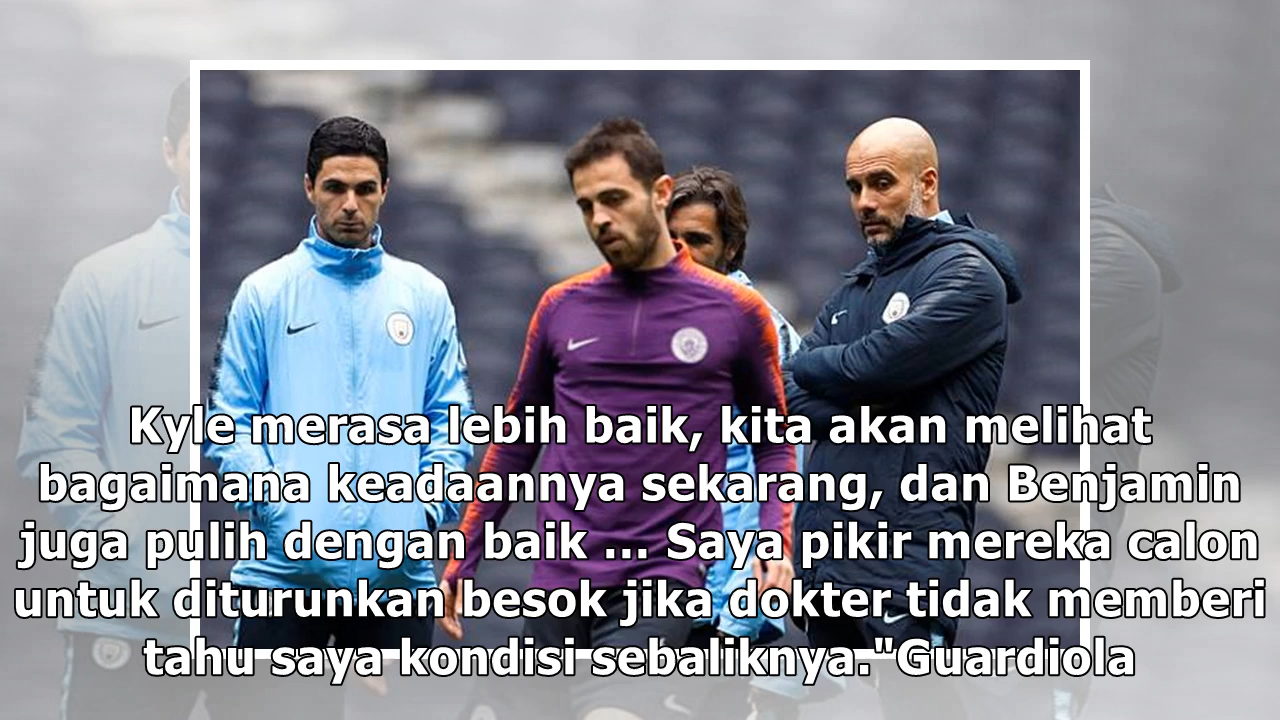 Kyle merasa lebih baik, kita akan melihat
bagaimana keadaannya sekarang, dan Benjamin
juga pulih dengan baik ... Saya pikir mereka calon
untuk diturunkan besok jika dokter tidak memberi
tahu saya kondisi sebaliknya."Guardiola